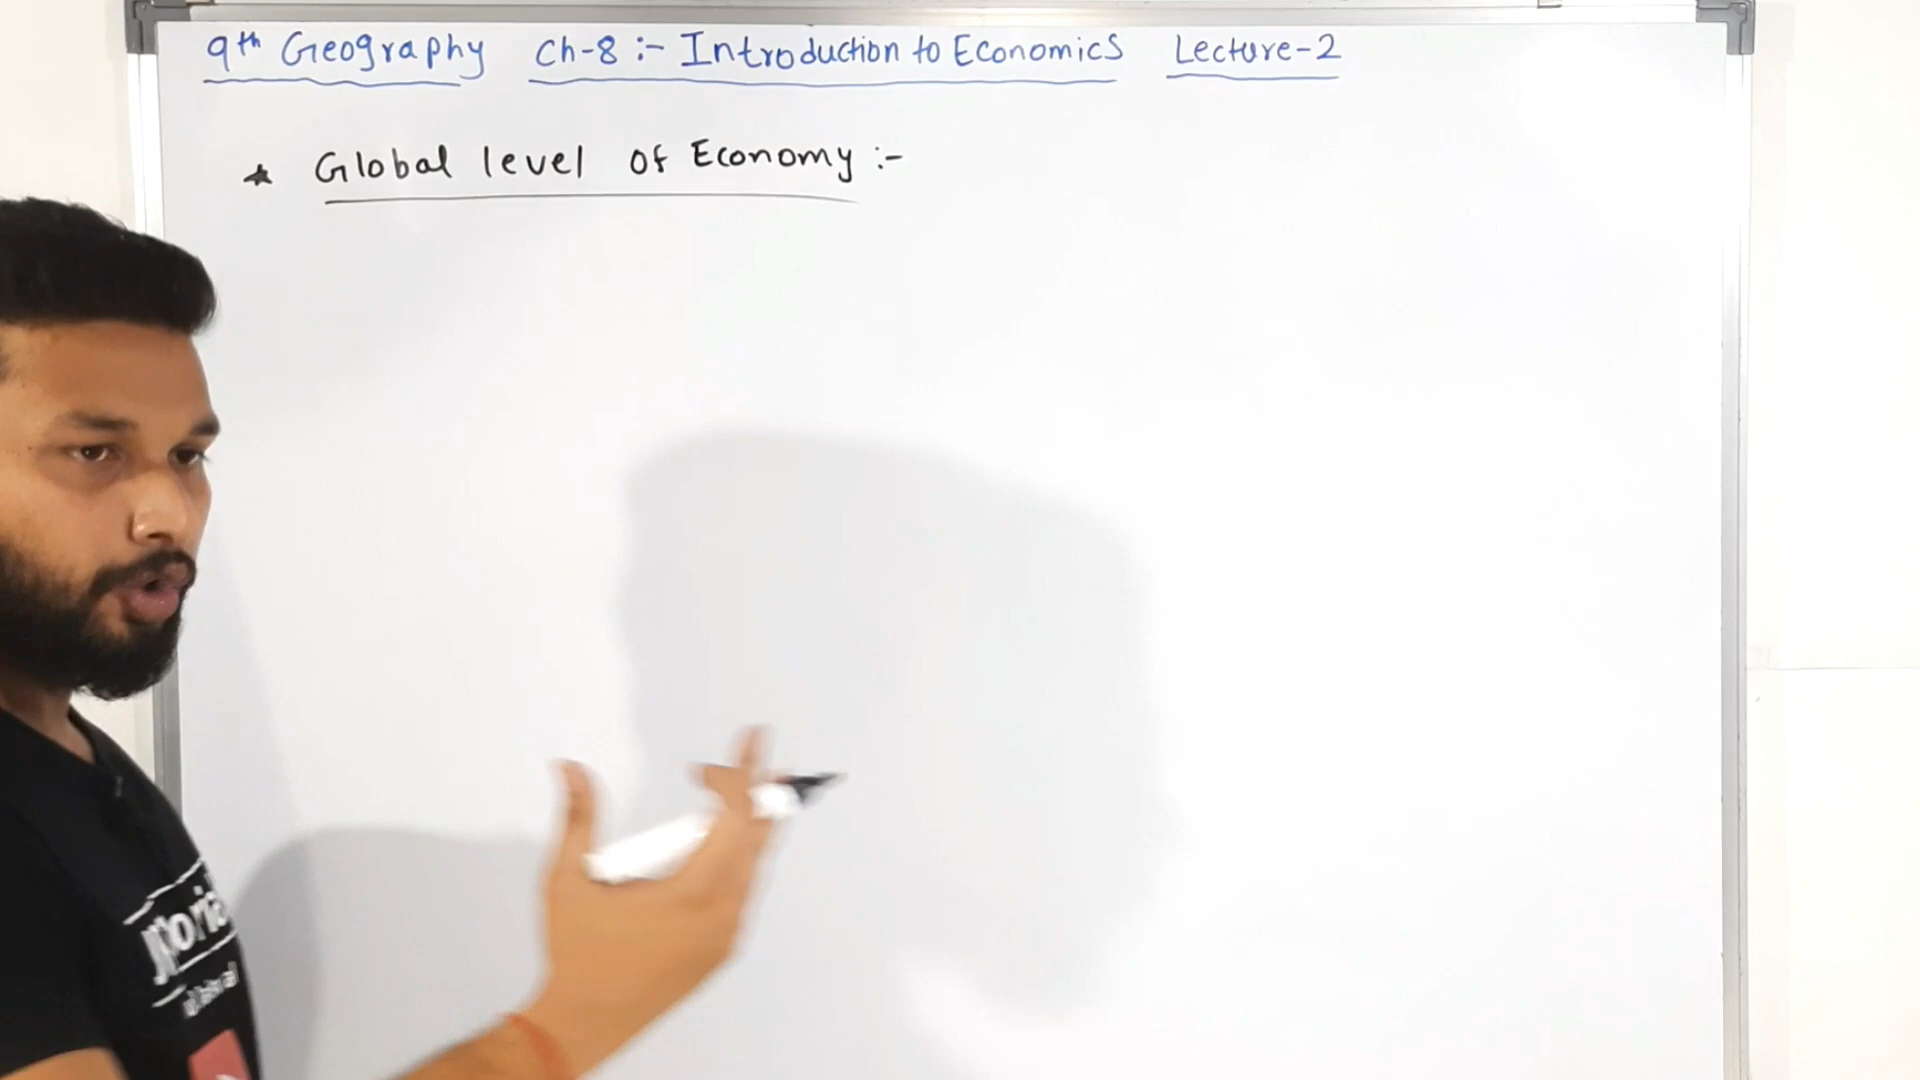 9th Geography Ch-8 :- Introduction to Economics Lecture-2
★ Global level of Economy :-